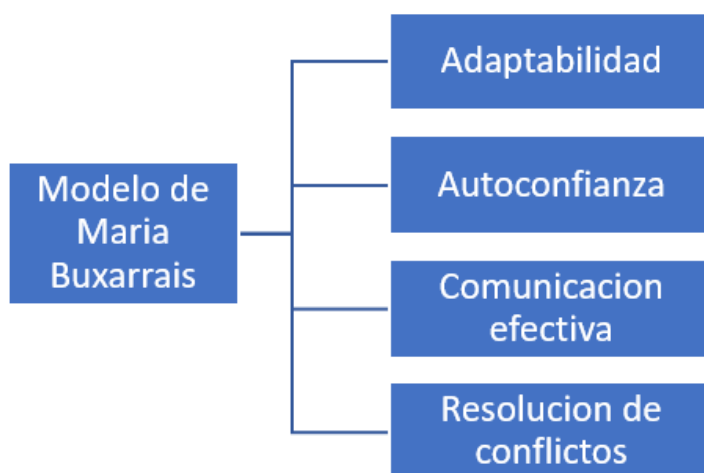 Modelo de
Maria
Buxarrais
Adaptabilidad
Autoconfianza
Comunicacion
efectiva
Resolucion de
conflictos